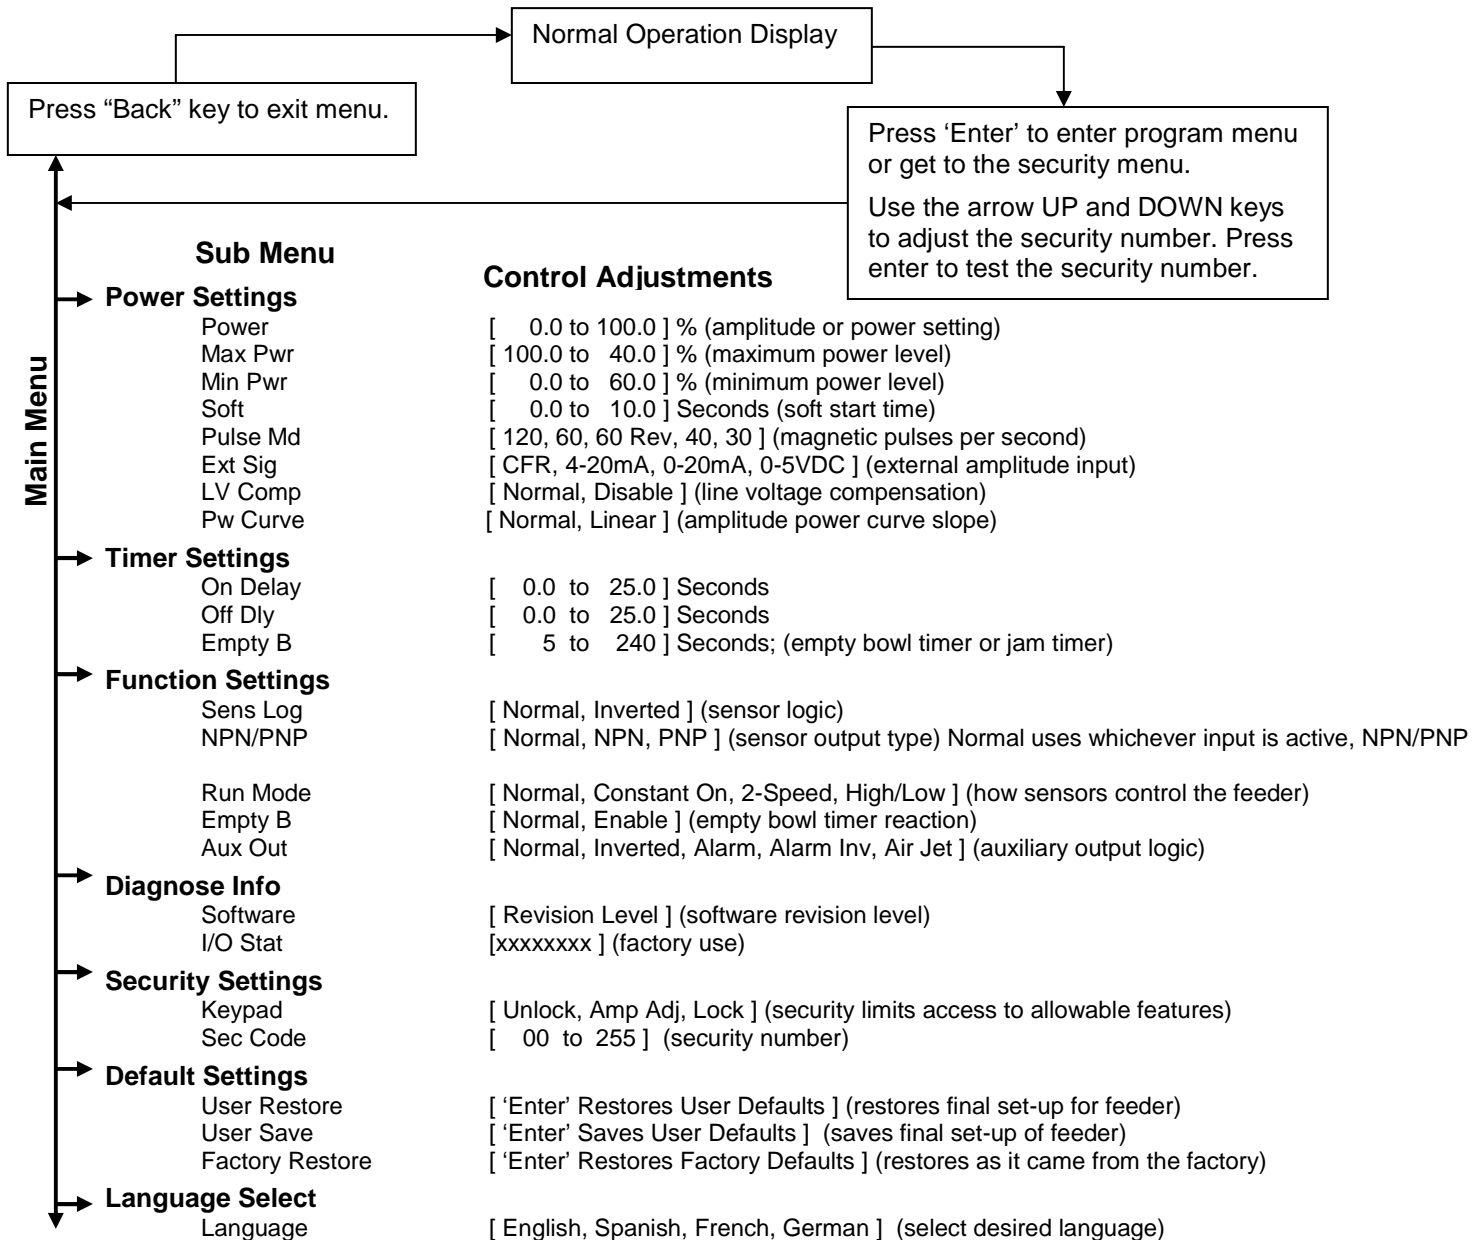 Normal Operation Display
Press “Back” key to exit menu.
Press ‘Enter’ to enter program menu
or get to the security menu.
Use the arrow UP and DOWN keys
to adjust the security number. Press
enter to test the security number.
Main Menu
Sub Menu
Control Adjustments
Power Settings
Power [ 0.0 to 100.0 ] % (amplitude or power setting)
Max Pwr [ 100.0 to 40.0 ] % (maximum power level)
Min Pwr [ 0.0 to 60.0 ] % (minimum power level)
Soft [ 0.0 to 10.0 ] Seconds (soft start time)
Pulse Md [ 120, 60, 60 Rev, 40, 30 ] (magnetic pulses per second)
Ext Sig [ CFR, 4-20mA, 0-20mA, 0-5VDC ] (external amplitude input)
LV Comp [ Normal, Disable ] (line voltage compensation)
Pw Curve [ Normal, Linear ] (amplitude power curve slope)
Timer Settings
On Delay [ 0.0 to 25.0 ] Seconds
Off Dly [ 0.0 to 25.0 ] Seconds
Empty B [ 5 to 240 ] Seconds; (empty bowl timer or jam timer)
Function Settings
Sens Log [ Normal, Inverted ] (sensor logic)
NPN/PNP [ Normal, NPN, PNP ] (sensor output type) Normal uses whichever input is active, NPN/PNP
Run Mode [ Normal, Constant On, 2-Speed, High/Low ] (how sensors control the feeder)
Empty B [ Normal, Enable ] (empty bowl timer reaction)
Aux Out [ Normal, Inverted, Alarm, Alarm Inv, Air Jet ] (auxiliary output logic)
Diagnose Info
Software [ Revision Level ] (software revision level)
I/O Stat [xxxxxxxx ] (factory use)
Security Settings
Keypad [ Unlock, Amp Adj, Lock ] (security limits access to allowable features)
Sec Code [ 00 to 255 ] (security number)
Default Settings
User Restore [ ‘Enter’ Restores User Defaults ] (restores final set-up for feeder)
User Save [ ‘Enter’ Saves User Defaults ] (saves final set-up of feeder)
Factory Restore [ ‘Enter’ Restores Factory Defaults ] (restores as it came from the factory)
Language Select
Language [ English, Spanish, French, German ] (select desired language)